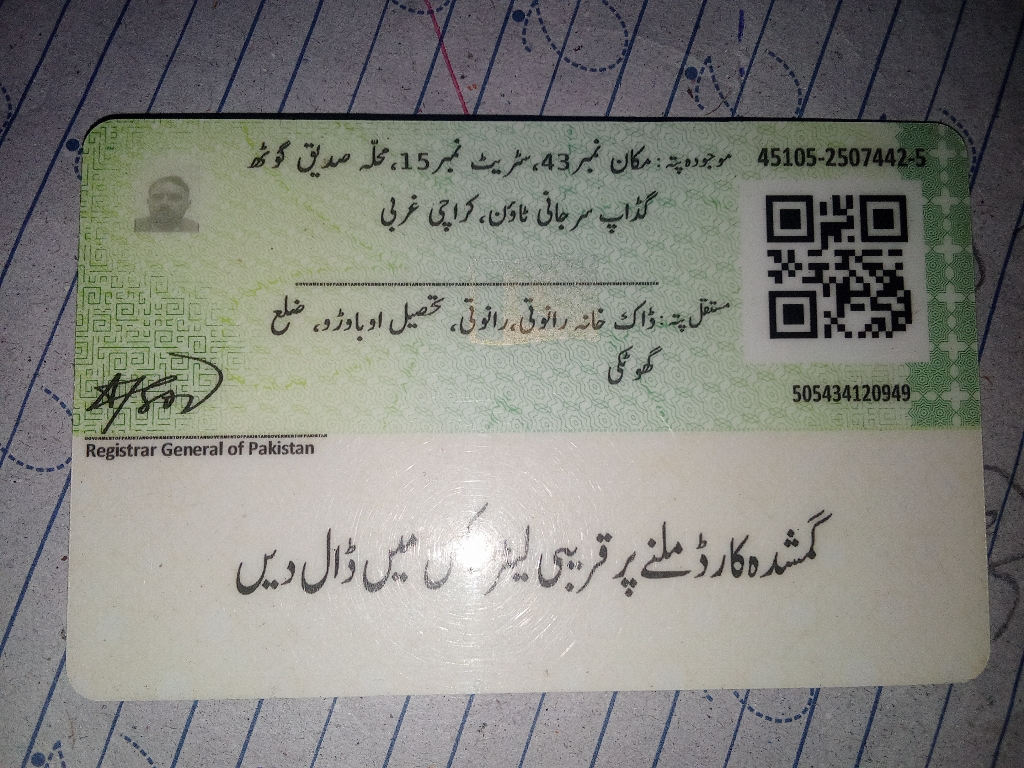 45105-2507442-5
موجودہ پتہ: مکان نمبر 43، سٹریٹ نمبر 15، محلّہ صدیق گوٹھ
گڈاپ سرجانی ٹاؤن، کراچی غربی
مستقل پتہ: ڈاک خانہ رانوتی، رانوتی، تحصیل اوباوڑو، ضلع
گھوٹکی
505434120949
Registrar General of Pakistan
گمشدہ کارڈ ملنے پر قریبی لیٹر بکس میں ڈال دیں